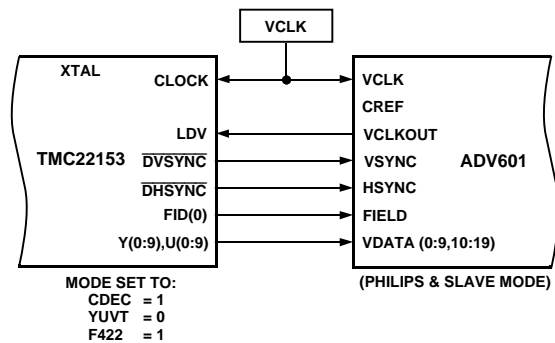 VCLK
XTAL
CLOCK
LDV
TMC22153
DVSYNC
DHSYNC
FID(0)
Y(0:9),U(0:9)
VCLK
CREF
VCLKOUT
VSYNC
ADV601
HSYNC
FIELD
VDATA (0:9,10:19)
MODE SET TO:
CDEC = 1
YUVT = 0
F422 = 1
(PHILIPS & SLAVE MODE)